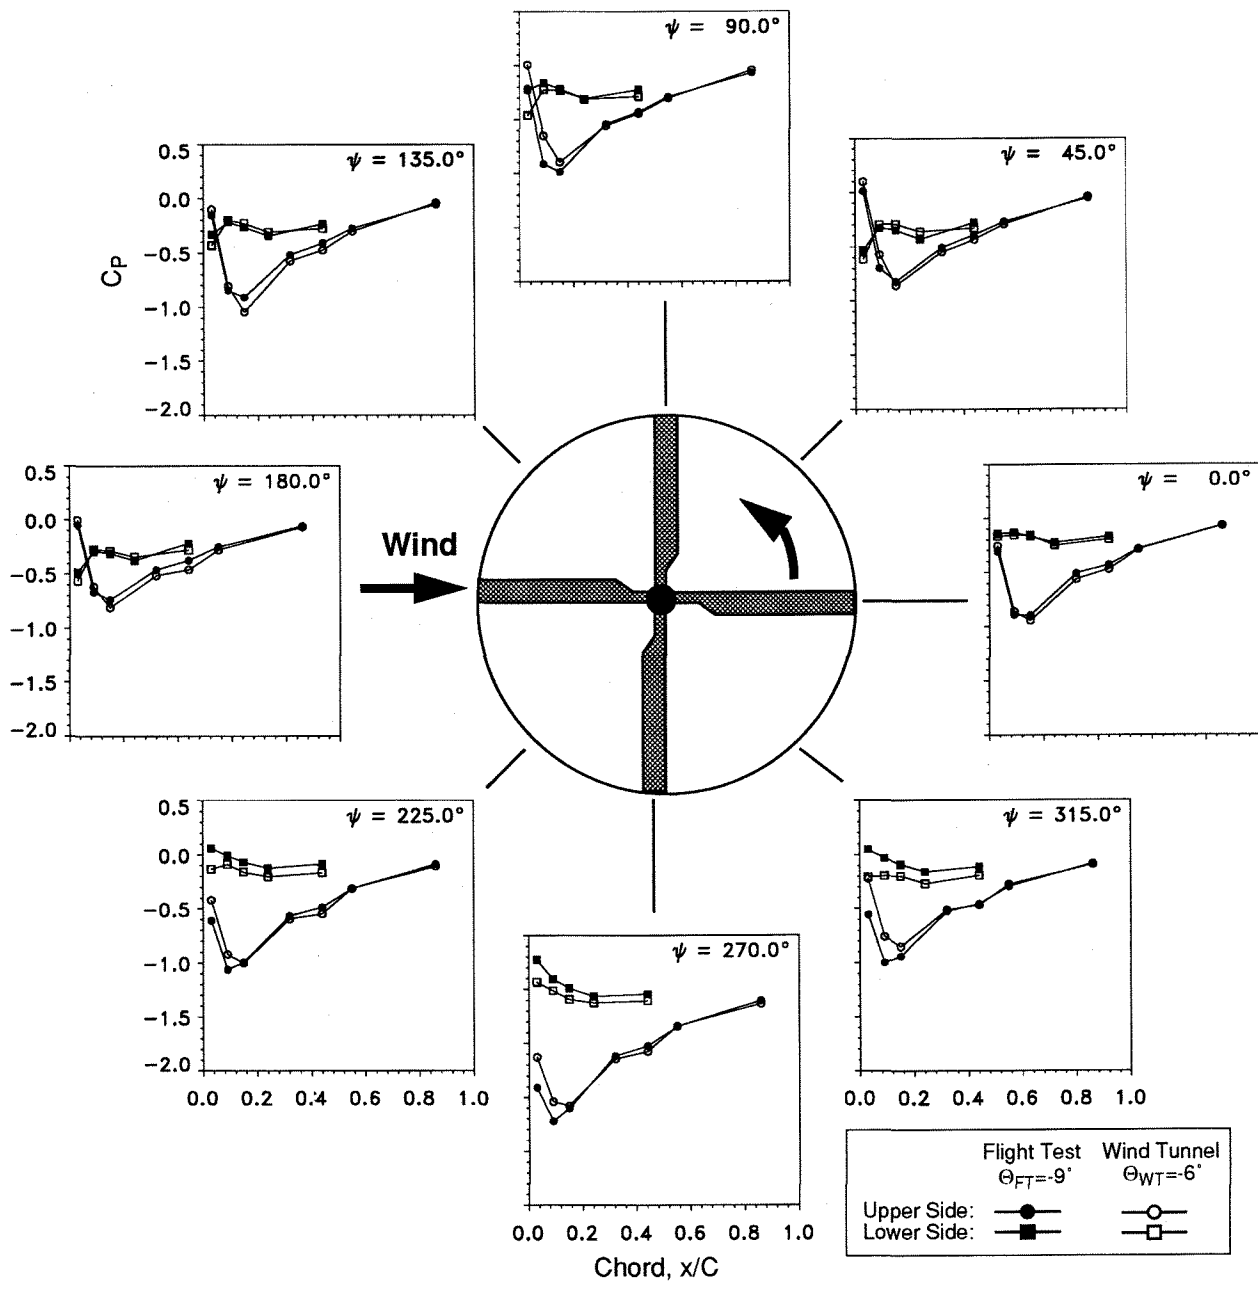 ψ = 90.0°
0.5
ψ = 135.0°
0.0
-0.5
-1.0
-1.5
-2.0
CP
ψ = 45.0°
0.5
ψ = 180.0°
0.0
-0.5
-1.0
-1.5
-2.0
Wind
ψ = 0.0°
0.5
ψ = 225.0°
0.0
-0.5
-1.0
-1.5
-2.0
0.0 0.2 0.4 0.6 0.8 1.0
ψ = 315.0°
0.0 0.2 0.4 0.6 0.8 1.0
ψ = 270.0°
0.0 0.2 0.4 0.6 0.8 1.0
Chord, x/C
Flight Test Wind Tunnel
ΘFT=-9° ΘWT=-6°
Upper Side:
Lower Side: